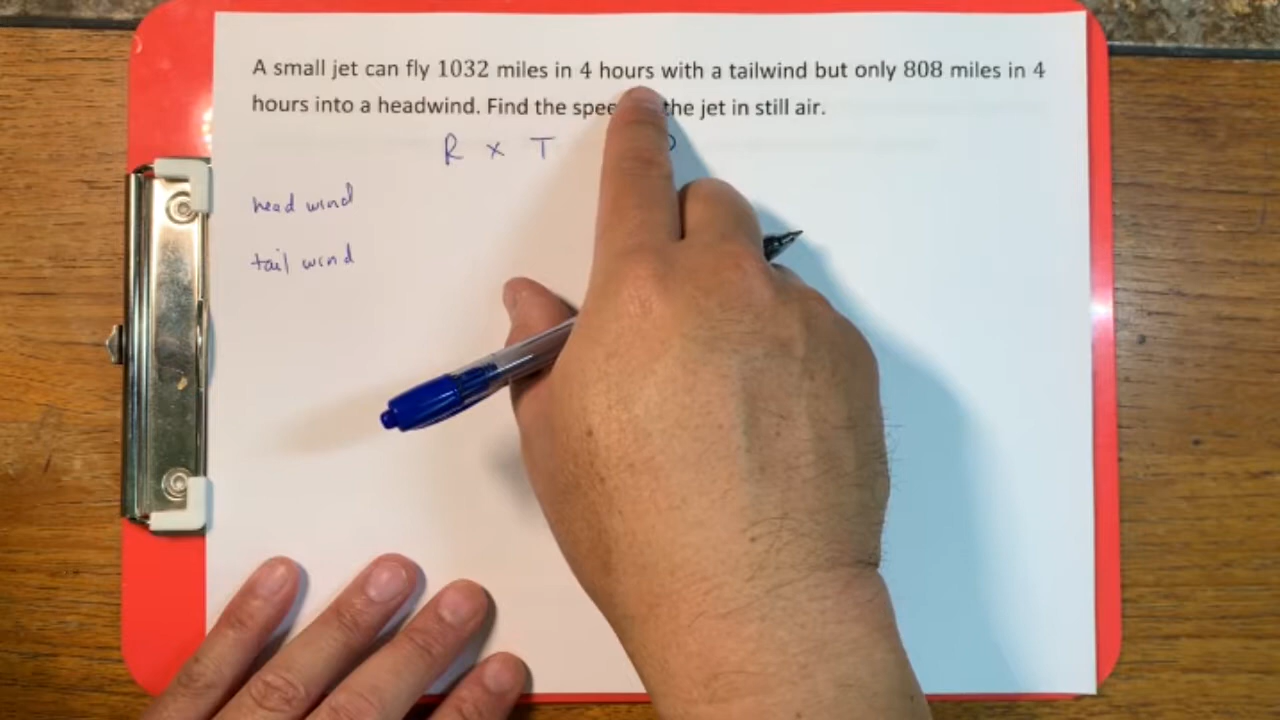 A small jet can fly 1032 miles in 4 hours with a tailwind but only 808 miles in 4
hours into a headwind. Find the the jet in still air.
R x T
head wind
tail wind